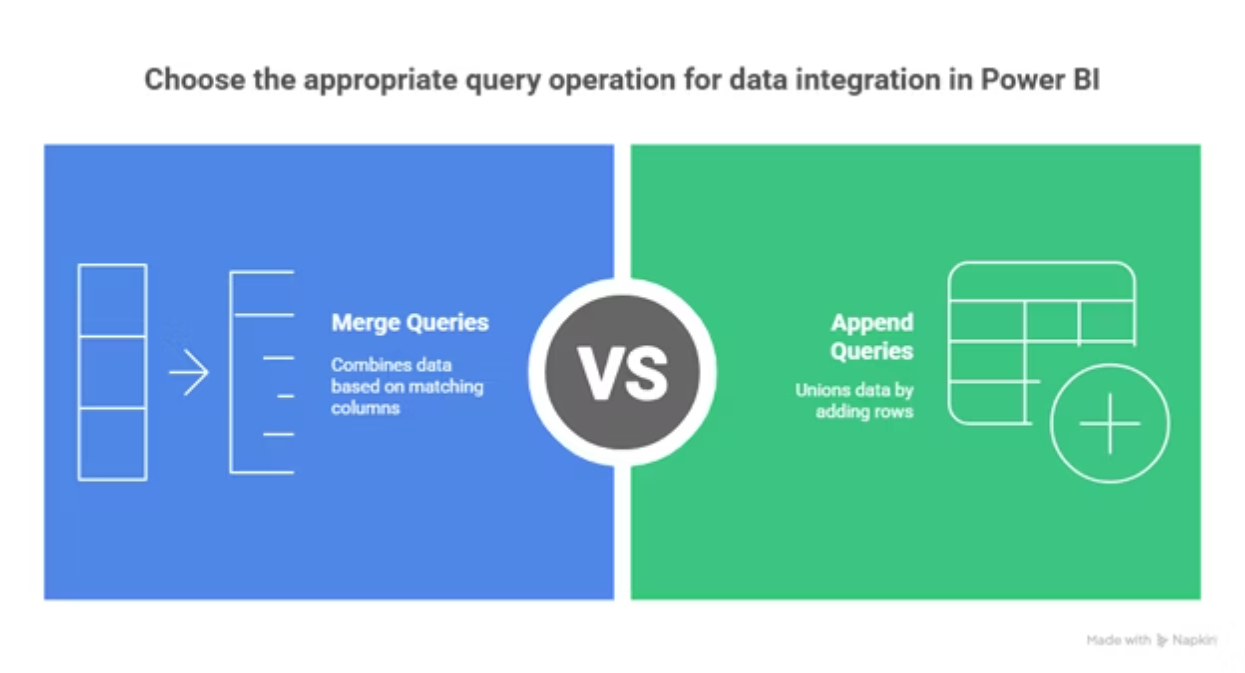 Choose the appropriate query operation for data integration in Power BI
Merge Queries
Combines data
based on matching
columns
VS
Append
Queries
Unions data by
adding rows
Made with Napkin